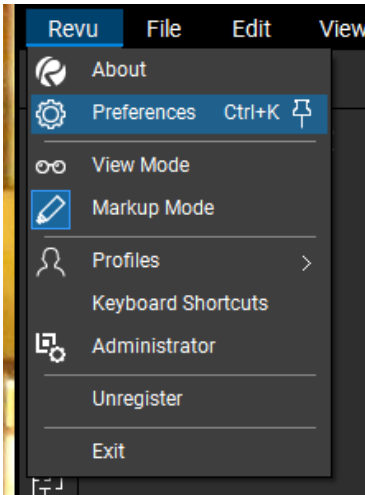 Revu File Edit View
About
Preferences Ctrl+K
View Mode
Markup Mode
Profiles
Keyboard Shortcuts
Administrator
Unregister
Exit